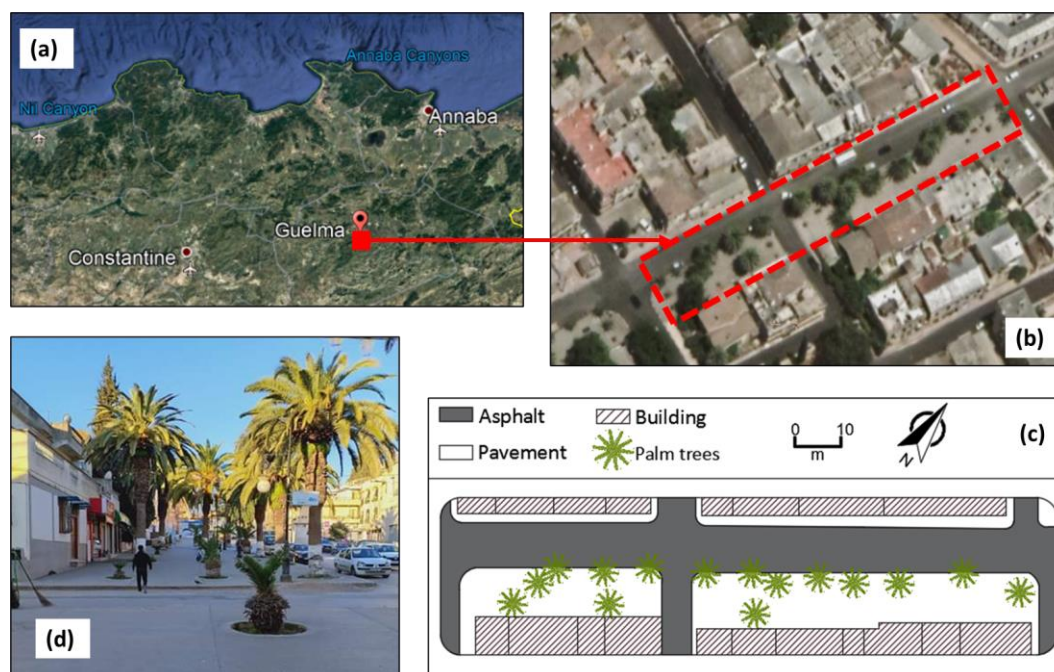 (a)
Annaba Canyons
Nil Canyon
Annaba
Guelma
Constantine
(b)
(c)
Asphalt
Building
0 10
m
Pavement
Palm trees
N
(d)